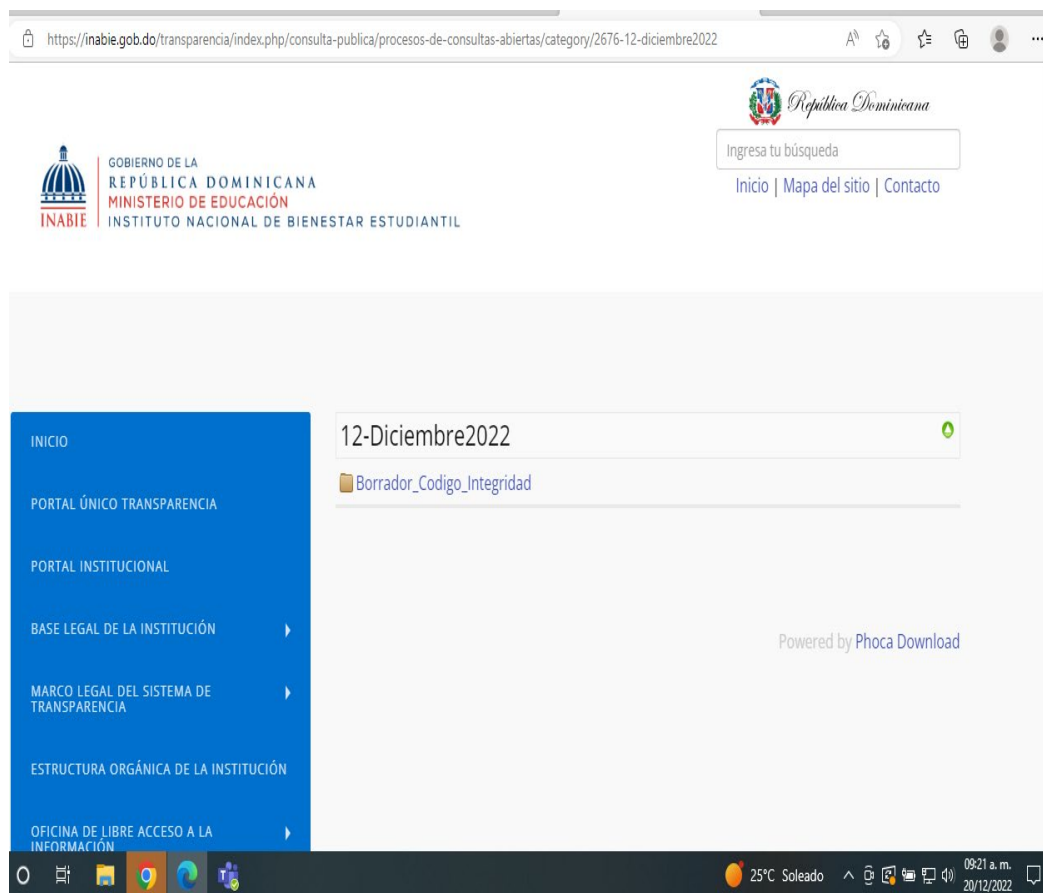 https://inabie.gob.do/transparencia/index.php/consulta-publica/procesos-de-consultas-abiertas/category/2676-12-diciembre2022
República Dominicana
Ingresa tu búsqueda
Inicio | Mapa del sitio | Contacto
GOBIERNO DE LA
REPÚBLICA DOMINICANA
MINISTERIO DE EDUCACIÓN
INSTITUTO NACIONAL DE BIENESTAR ESTUDIANTIL
INABIE
INICIO
PORTAL ÚNICO TRANSPARENCIA
PORTAL INSTITUCIONAL
BASE LEGAL DE LA INSTITUCIÓN
MARCO LEGAL DEL SISTEMA DE
TRANSPARENCIA
ESTRUCTURA ORGÁNICA DE LA INSTITUCIÓN
OFICINA DE LIBRE ACCESO A LA
INFORMACIÓN
12-Diciembre2022
Borrador_Codigo_Integridad
Powered by Phoca Download
25°C Soleado
09:21 a. m.
20/12/2022